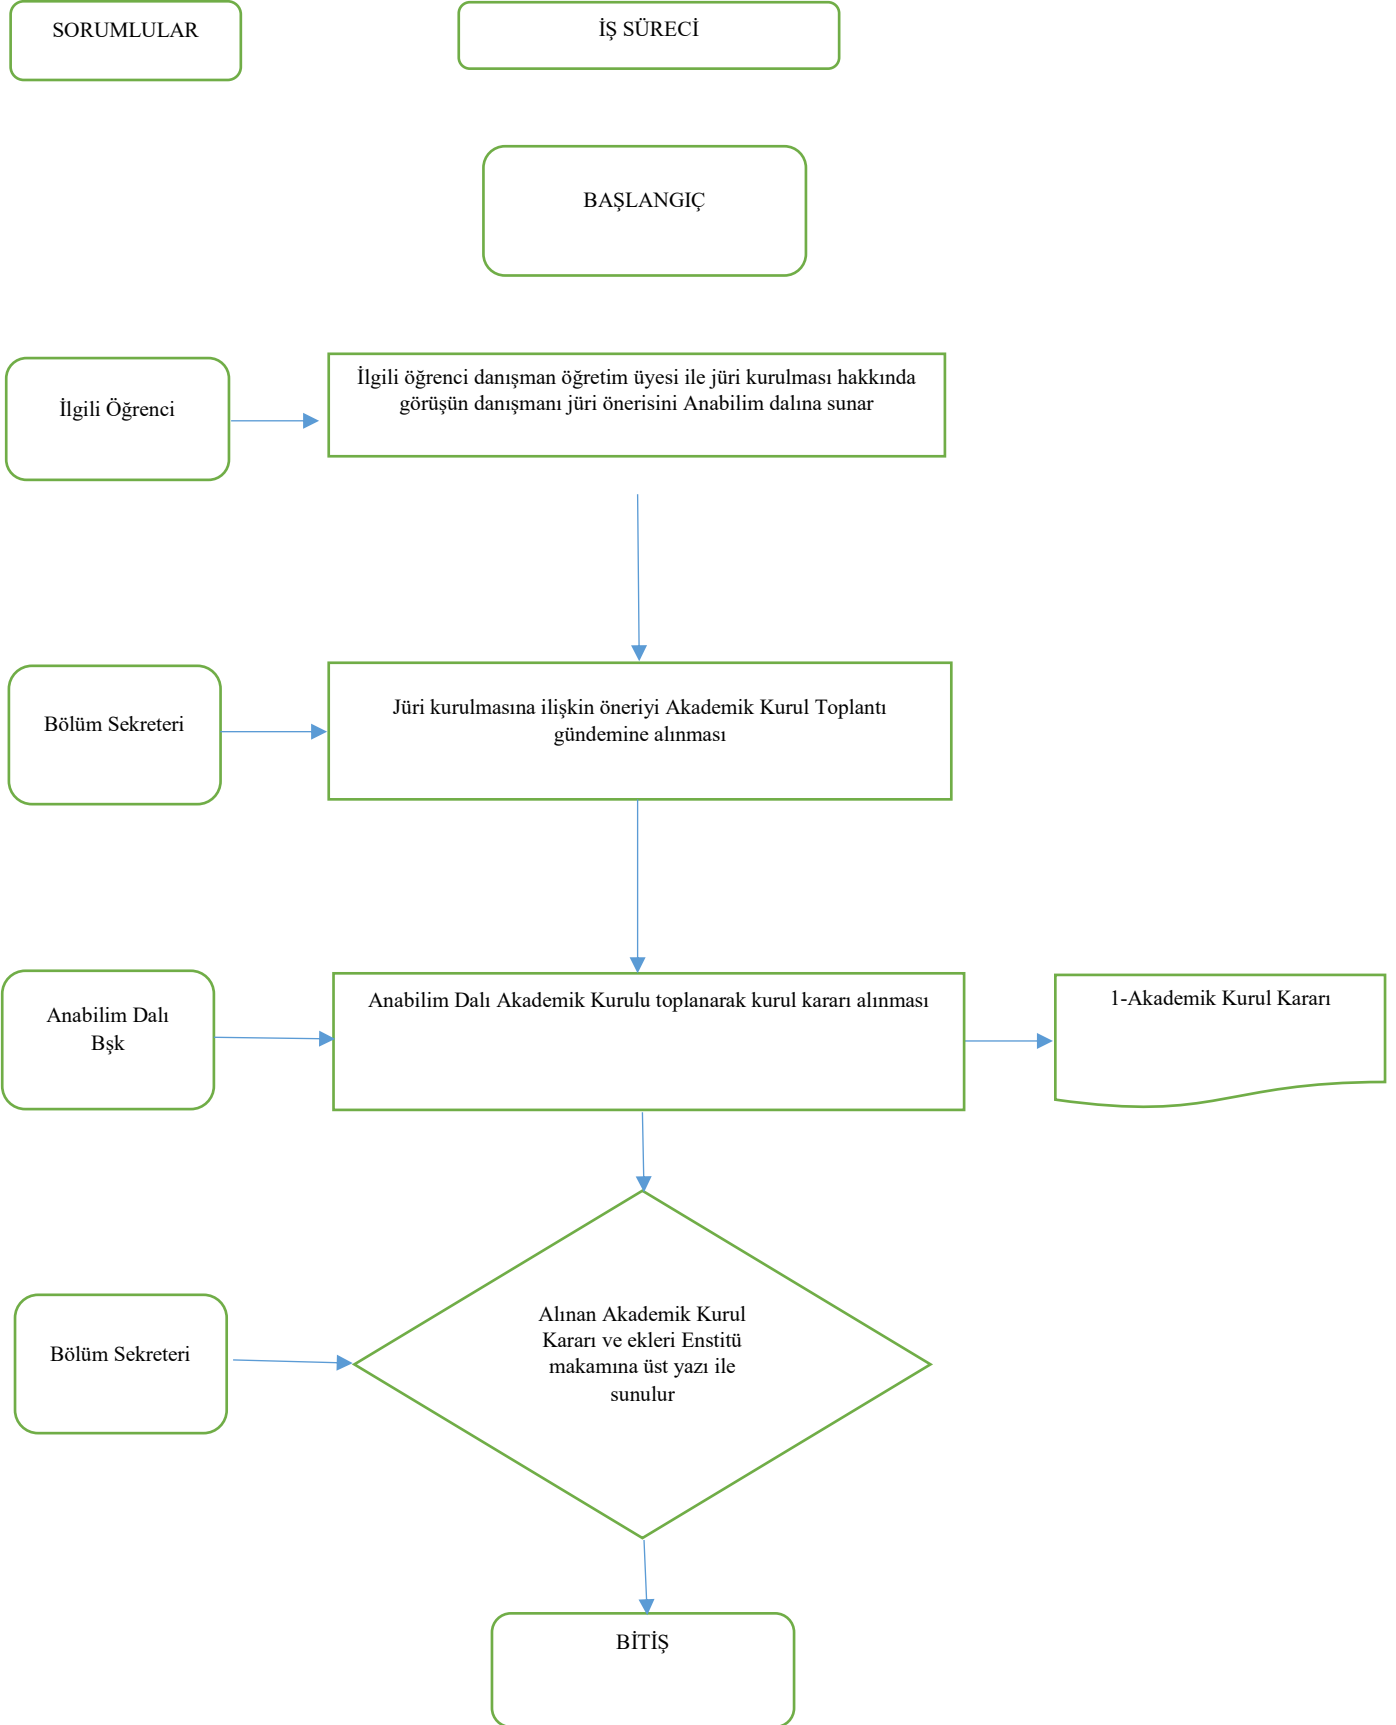 SORUMLULAR
İŞ SÜRECİ
BAŞLANGIÇ
İlgili Öğrenci
İlgili öğrenci danışman öğretim üyesi ile jüri kurulması hakkında
görüşün danışmanı jüri önerisini Anabilim dalına sunar
Bölüm Sekreteri
Jüri kurulmasına ilişkin öneriyi Akademik Kurul Toplantı
gündemine alınması
Anabilim Dalı
Bşk
Anabilim Dalı Akademik Kurulu toplanarak kurul kararı alınması
1-Akademik Kurul Kararı
Bölüm Sekreteri
Alınan Akademik Kurul
Kararı ve ekleri Enstitü
makamına üst yazı ile
sunulur
BİTİŞ